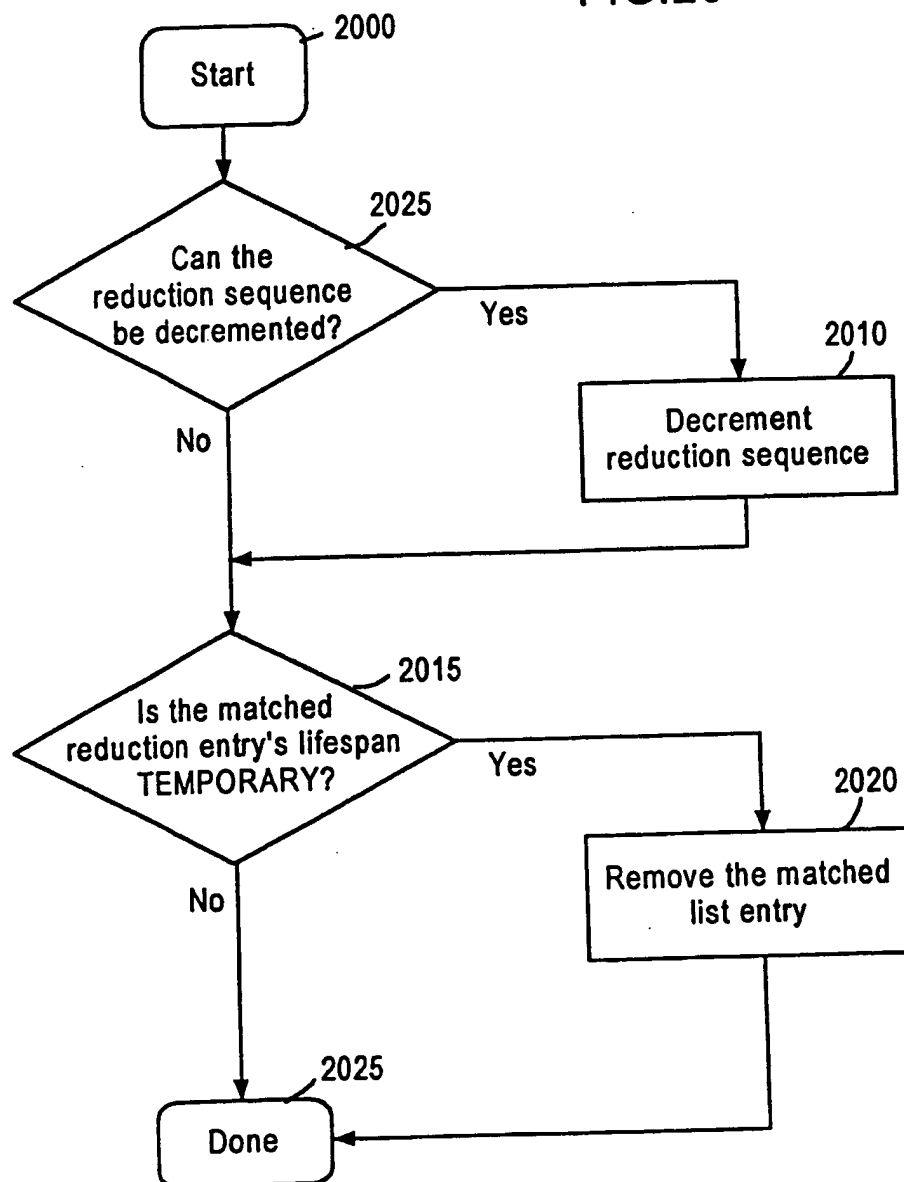 2000
Start
2025
Can the
reduction sequence
be decremented?
Yes
2010
Decrement
reduction sequence
No
2015
Is the matched
reduction entry's lifespan
TEMPORARY?
Yes
2020
Remove the matched
list entry
No
2025
Done